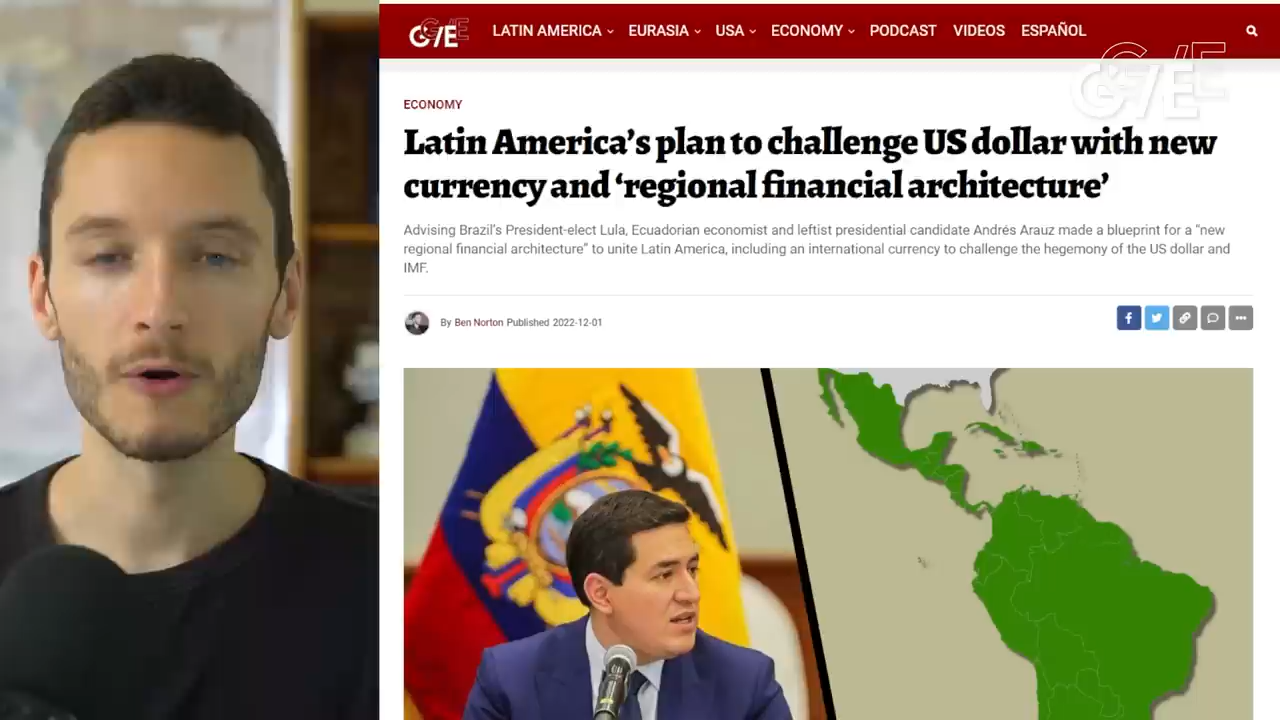 GE
LATIN AMERICA EURASIA USA ECONOMY PODCAST VIDEOS ESPAÑOL
GE
ECONOMY
Latin America’s plan to challenge US dollar with new
currency and ‘regional financial architecture’
Advising Brazil's President-elect Lula, Ecuadorian economist and leftist presidential candidate Andrés Arauz made a blueprint for a "new
regional financial architecture" to unite Latin America, including an international currency to challenge the hegemony of the US dollar and
IMF.
By Ben Norton Published 2022-12-01